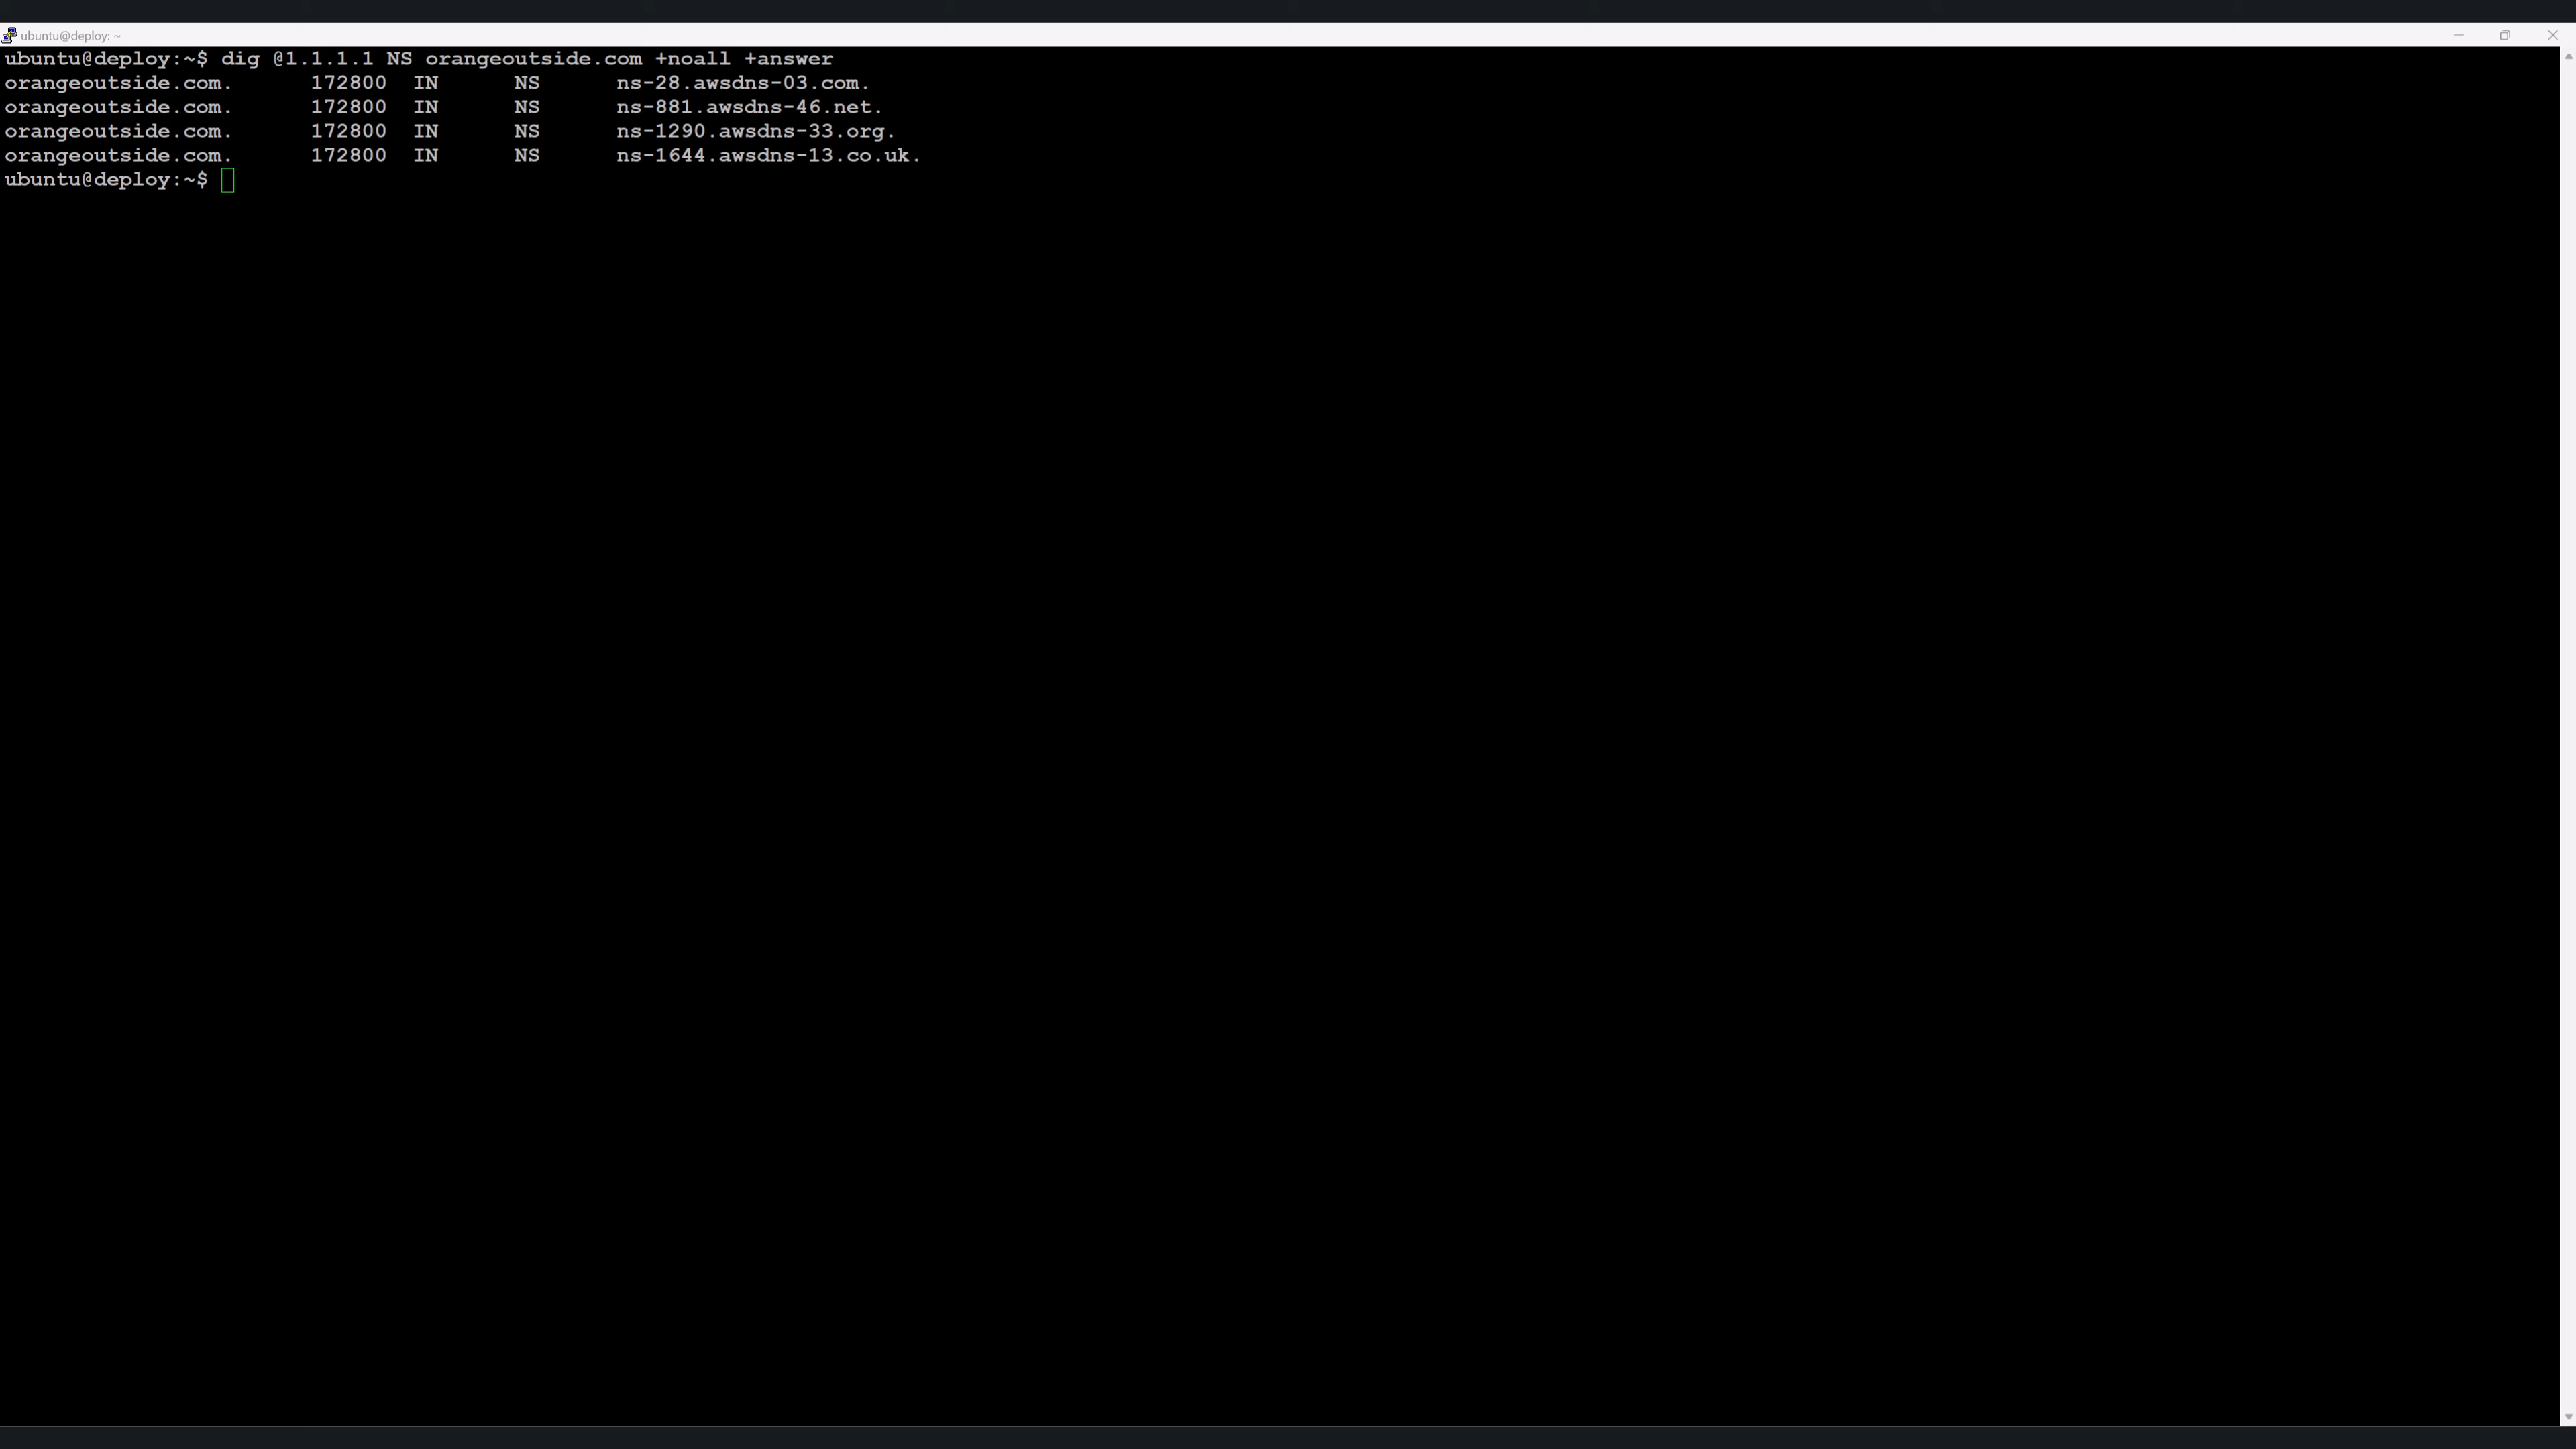 ubuntu@deploy: ~
ubuntu@deploy:~$ dig @1.1.1.1 NS orangeoutside.com +noall +answer
orangeoutside.com.      172800  IN      NS      ns-28.awsdns-03.com.
orangeoutside.com.      172800  IN      NS      ns-881.awsdns-46.net.
orangeoutside.com.      172800  IN      NS      ns-1290.awsdns-33.org.
orangeoutside.com.      172800  IN      NS      ns-1644.awsdns-13.co.uk.
ubuntu@deploy:~$